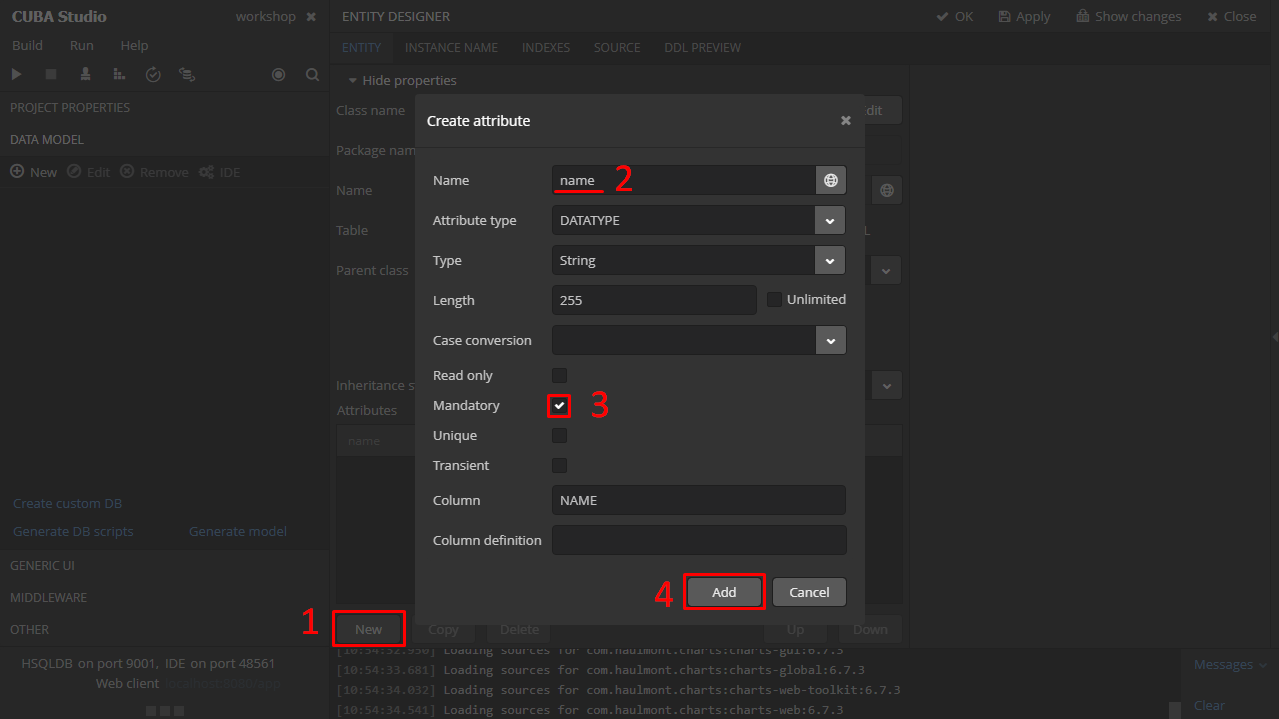 CUBA Studio
workshop
Build Run Help
PROJECT PROPERTIES
DATA MODEL
New Edit Remove IDE
Create custom DB
Generate DB scripts Generate model
GENERIC UI
MIDDLEWARE
OTHER
HSQLDB on port 9001, IDE on port 48561
Web client localhost:8080/app
ENTITY DESIGNER
OK Apply Show changes Close
ENTITY INSTANCE NAME INDEXES SOURCE DDL PREVIEW
Hide properties
Class name
Package nam
Name
Table
Parent class
Inheritance s
Attributes
name
Create attribute
Name name 2
Attribute type DATATYPE
Type String
Length 255 Unlimited
Case conversion
Read only
Mandatory 3
Unique
Transient
Column NAME
Column definition
4 Add Cancel
1 New Copy Delete Up Down
[10:54:32.950] Loading sources for com.haulmont.charts:charts-gui:6.7.3
[10:54:33.681] Loading sources for com.haulmont.charts:charts-global:6.7.3
[10:54:34.032] Loading sources for com.haulmont.charts:charts-web-toolkit:6.7.3
[10:54:34.541] Loading sources for com.haulmont.charts:charts-web:6.7.3
Messages
Clear